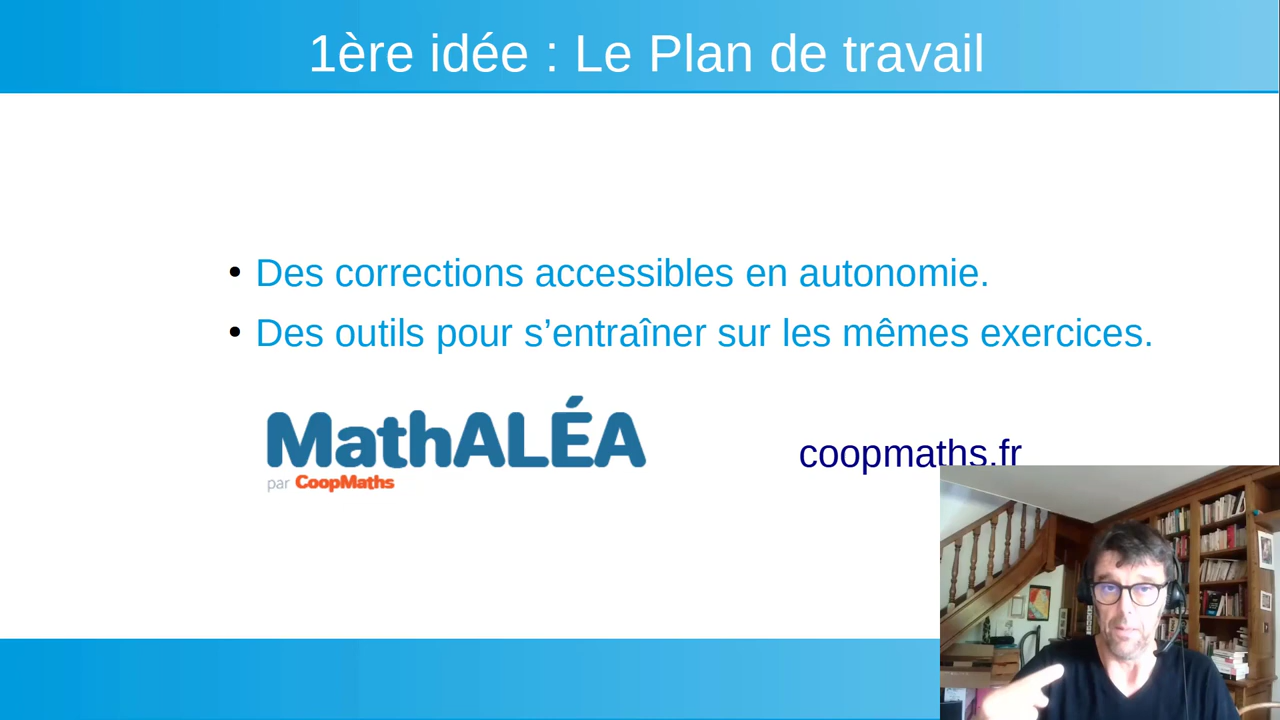 1ère idée : Le Plan de travail
• Des corrections accessibles en autonomie.
• Des outils pour s’entraîner sur les mêmes exercices.
MathALÉA
par CoopMaths
coopmaths.fr